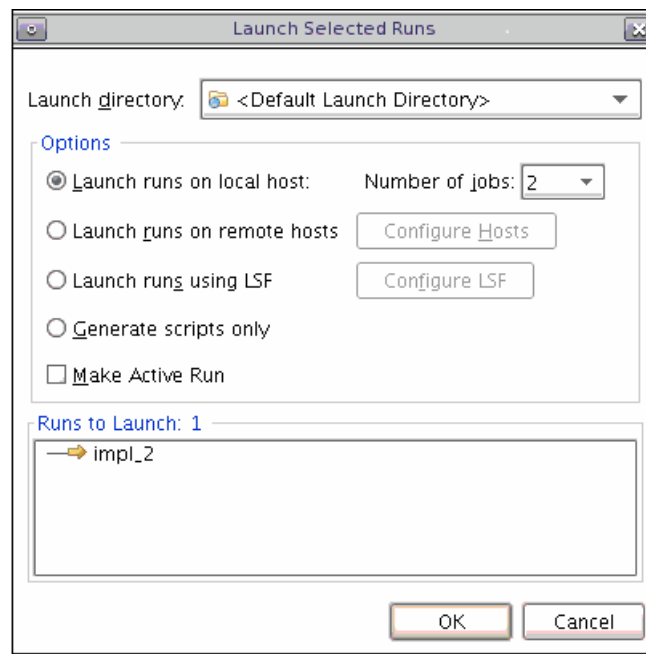 Launch Selected Runs
Launch directory: <Default Launch Directory>
Options
Launch runs on local host: Number of jobs: 2
Launch runs on remote hosts Configure Hosts
Launch runs using LSF Configure LSF
Generate scripts only
Make Active Run
Runs to Launch: 1
impl_2
OK Cancel